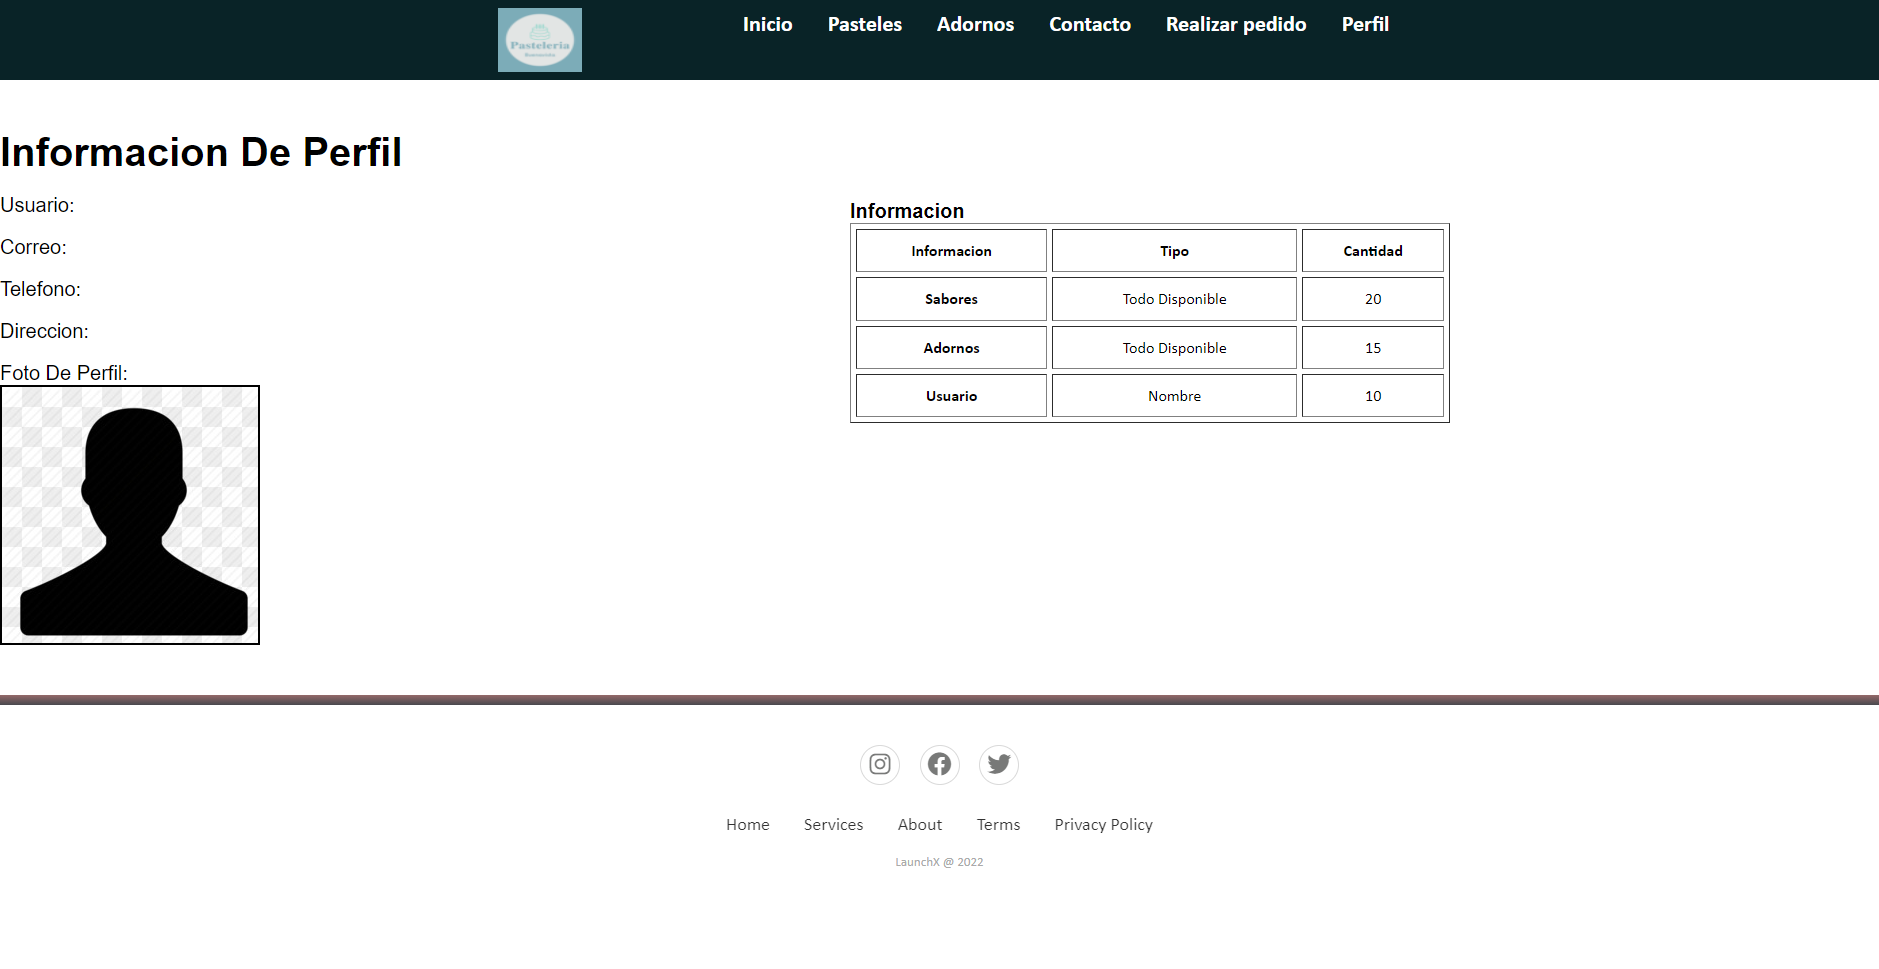 Pasteleria
Inicio Pasteles Adornos Contacto Realizar pedido Perfil
Informacion De Perfil
Usuario:
Correo:
Telefono:
Direccion:
Foto De Perfil:
Informacion
Informacion Tipo Cantidad
Sabores Todo Disponible 20
Adornos Todo Disponible 15
Usuario Nombre 10
Home Services About Terms Privacy Policy
LaunchX @ 2022